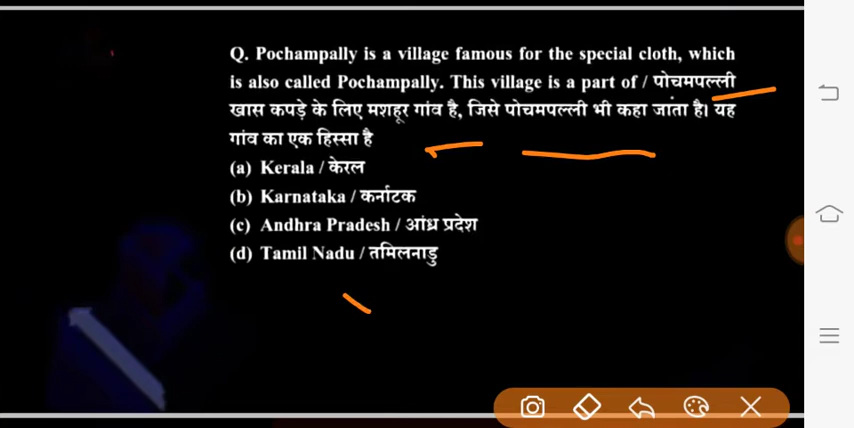 Q. Pochampally is a village famous for the special cloth, which
is also called Pochampally. This village is a part of / पोचमपल्ली
खास कपड़े के लिए मशहूर गांव है, जिसे पोचमपल्ली भी कहा जाता है। यह
गांव का एक हिस्सा है
(a) Kerala / केरल
(b) Karnataka / कर्नाटक
(c) Andhra Pradesh / आंध्र प्रदेश
(d) Tamil Nadu / तमिलनाडु